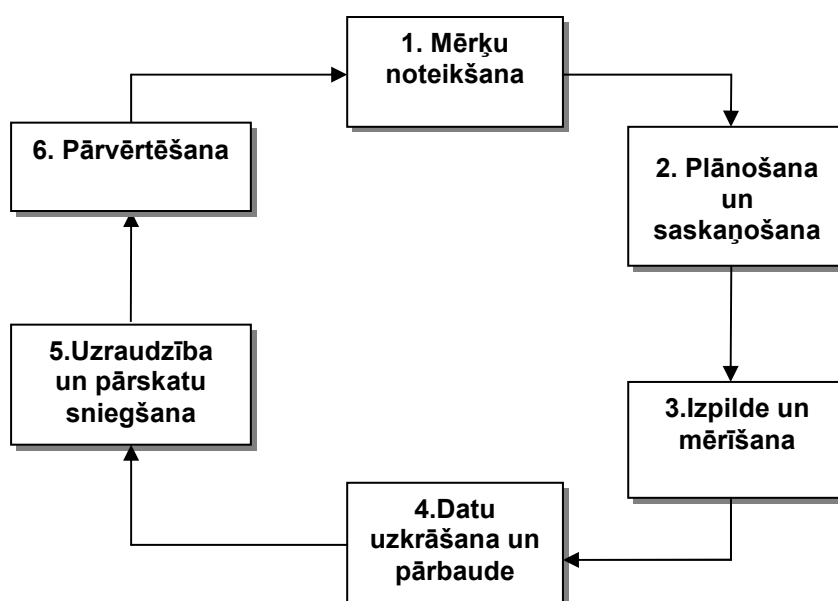 1. Mērķu
noteikšana
2. Plānošana
un
saskaņošana
3.Izpilde un
mērīšana
4.Datu
uzkrāšana un
pārbaude
5.Uzraudzība
un pārskatu
sniegšana
6. Pārvērtēšana